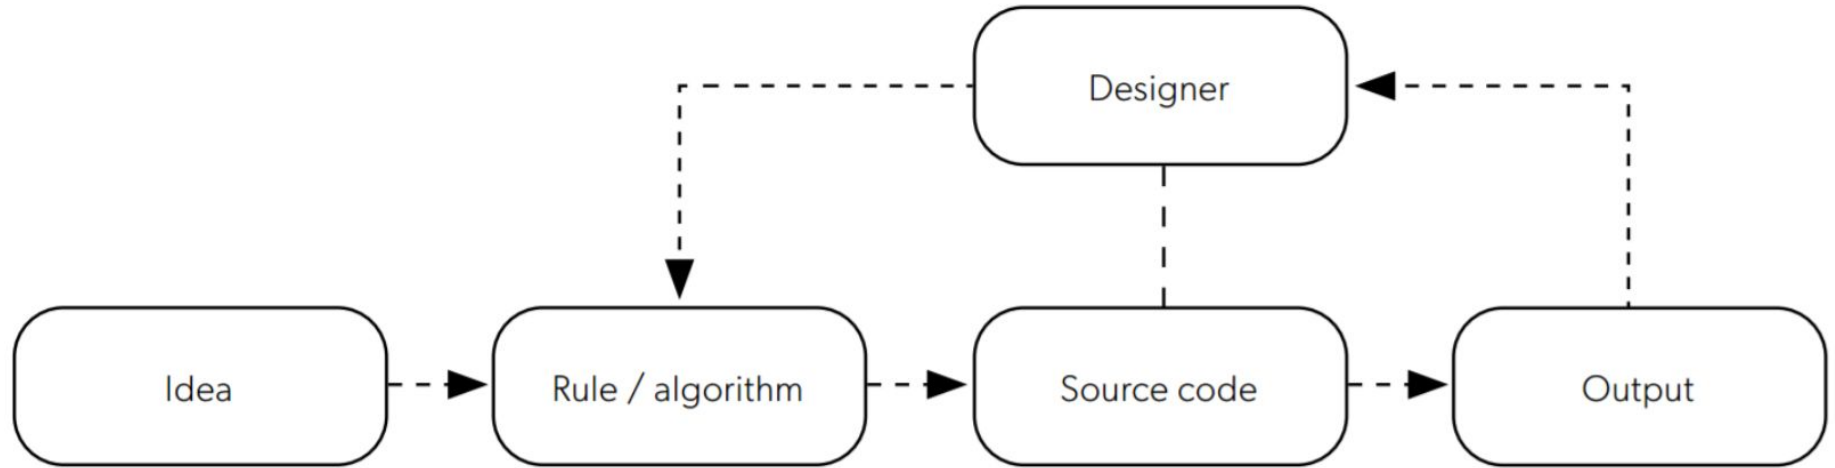 Designer
Idea
Rule / algorithm
Source code
Output